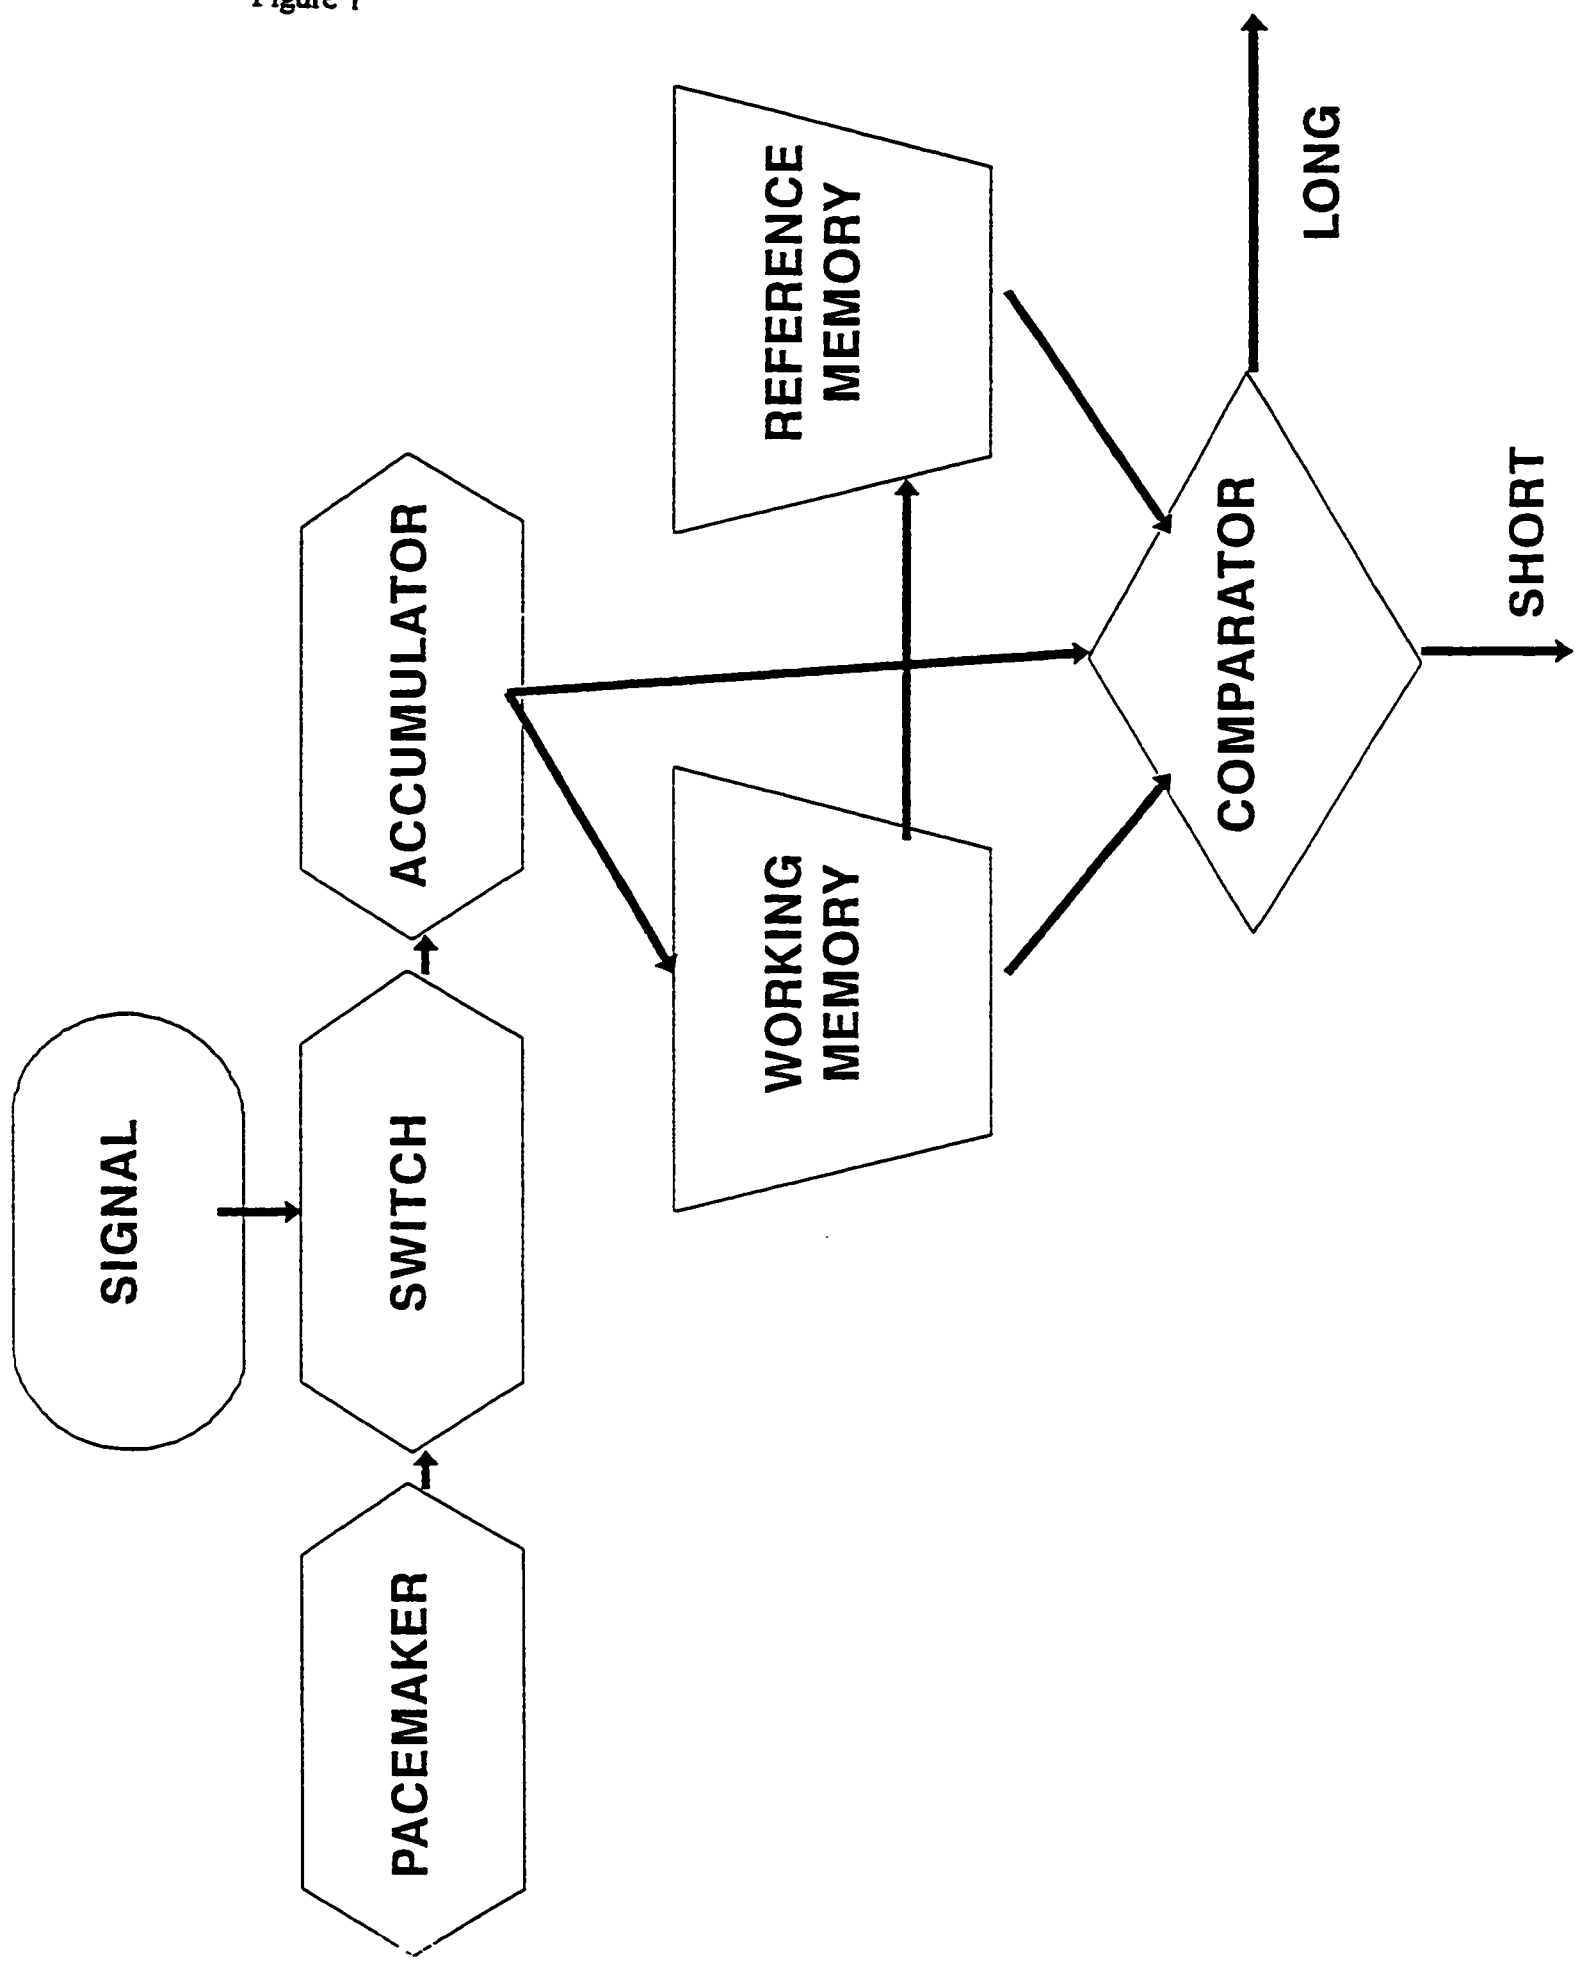 SIGNAL
PACEMAKER
SWITCH
ACCUMULATOR
WORKING
MEMORY
REFERENCE
MEMORY
COMPARATOR
LONG
SHORT